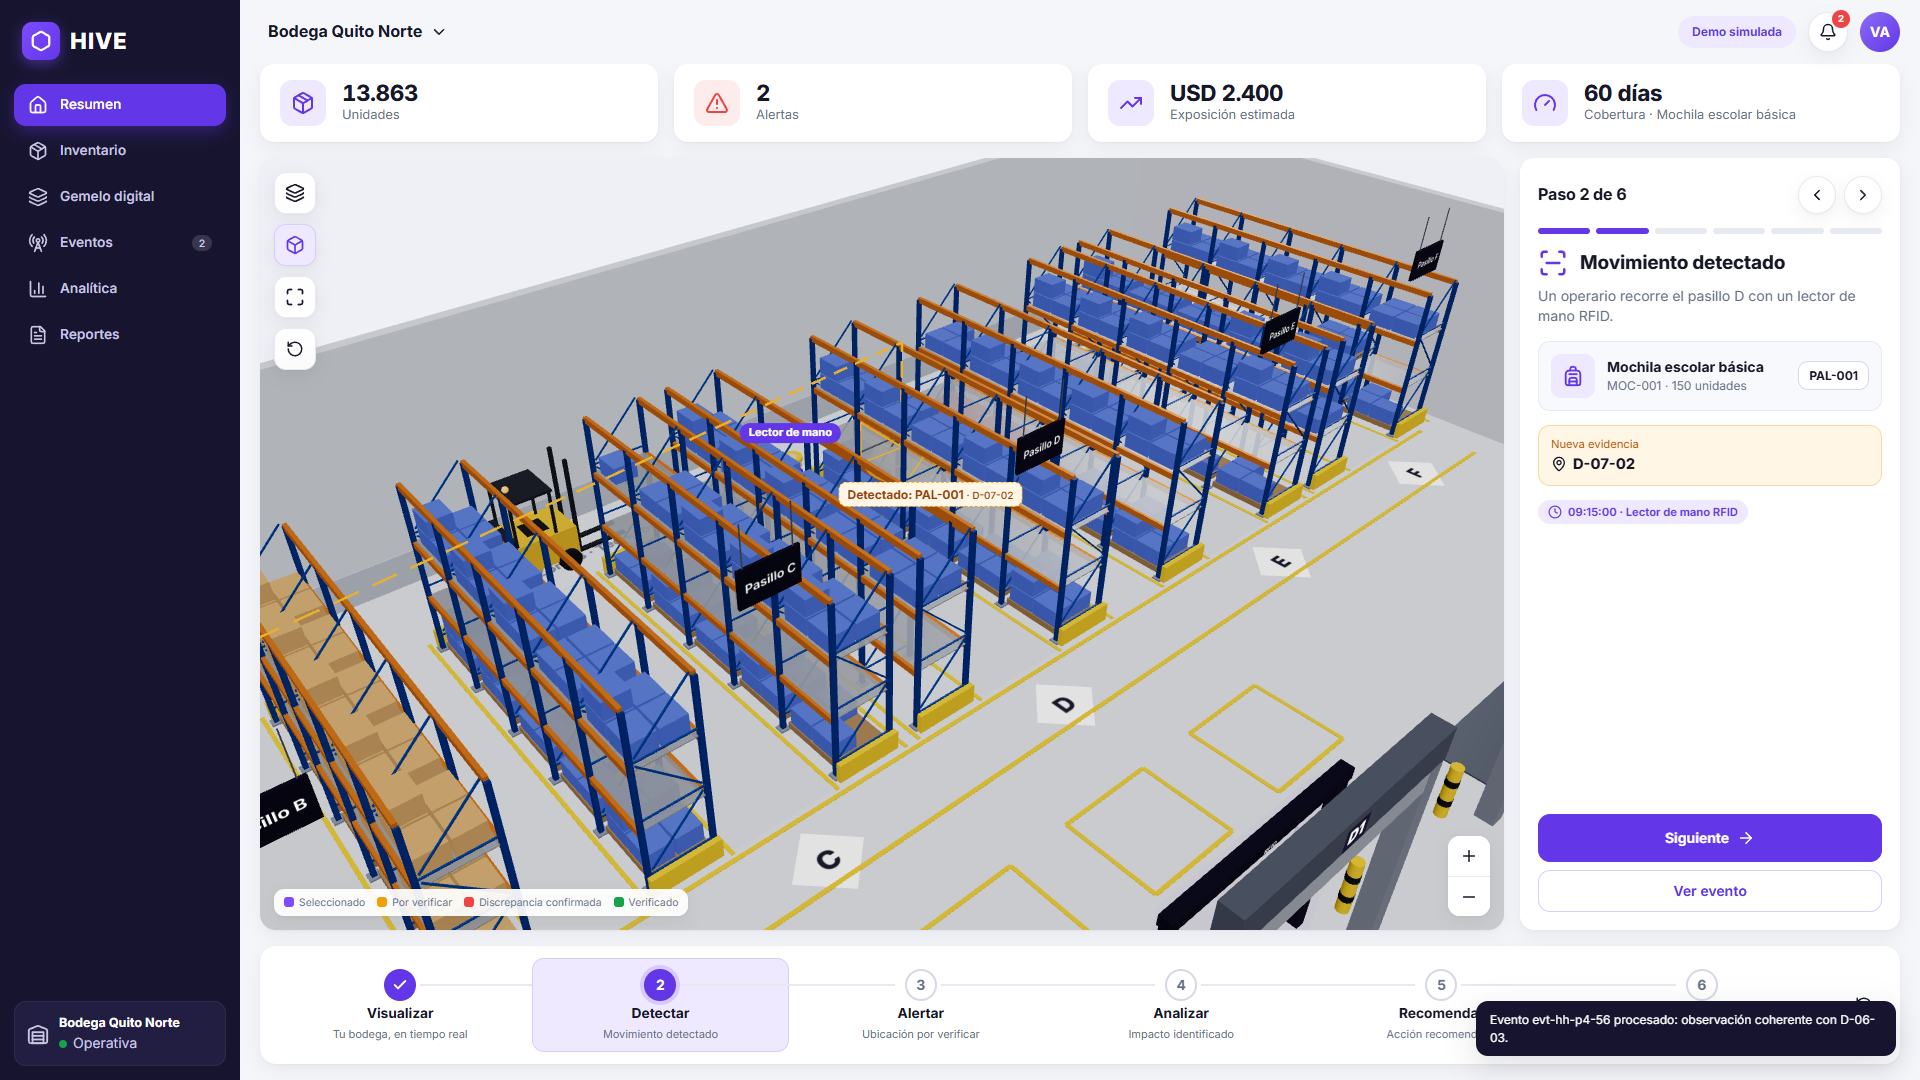 HIVE
Resumen
Inventario
Gemelo digital
Eventos
2
Analítica
Reportes
Bodega Quito Norte
Operativa
Bodega Quito Norte
Demo simulada
2
VA
13.863
Unidades
2
Alertas
USD 2.400
Exposición estimada
60 días
Cobertura · Mochila escolar básica
Pasillo F
Pasillo E
Pasillo D
Lector de mano
Detectado: PAL-001 · D-07-02
Pasillo C
illo B
F
E
D
C
D1
Seleccionado
Por verificar
Discrepancia confirmada
Verificado
+
−
Paso 2 de 6
Movimiento detectado
Un operario recorre el pasillo D con un lector de
mano RFID.
Mochila escolar básica
MOC-001 · 150 unidades
PAL-001
Nueva evidencia
D-07-02
09:15:00 · Lector de mano RFID
Siguiente
Ver evento
Visualizar
Tu bodega, en tiempo real
2
Detectar
Movimiento detectado
3
Alertar
Ubicación por verificar
4
Analizar
Impacto identificado
5
Recomenda
Acción recomend
6
Evento evt-hh-p4-56 procesado: observación coherente con D-06-
03.